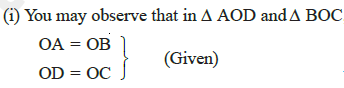 (i) You may observe that in Δ AOD and Δ BOC
OA = OB
OD = OC } (Given)